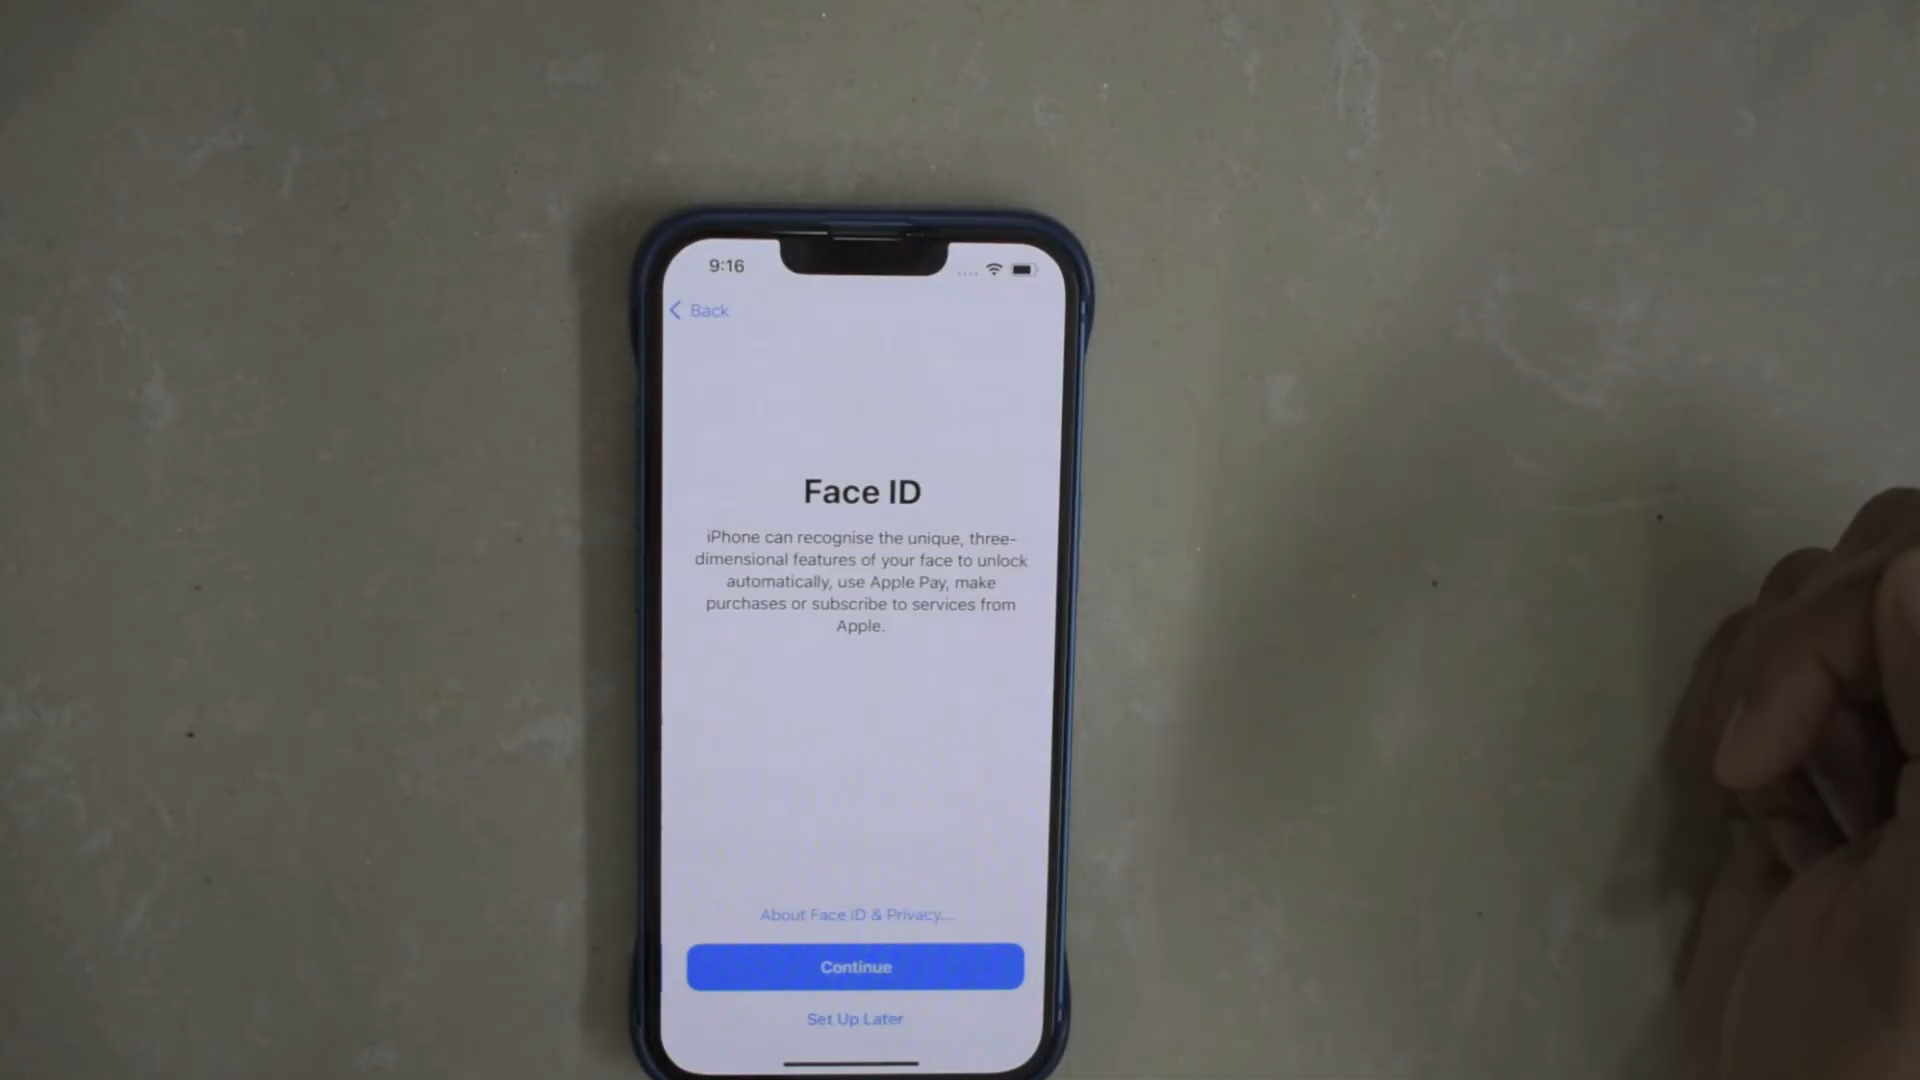 9:16
Back
Face ID
iPhone can recognise the unique, three-
dimensional features of your face to unlock
automatically, use Apple Pay, make
purchases or subscribe to services from
Apple.
About Face ID & Privacy...
Continue
Set Up Later